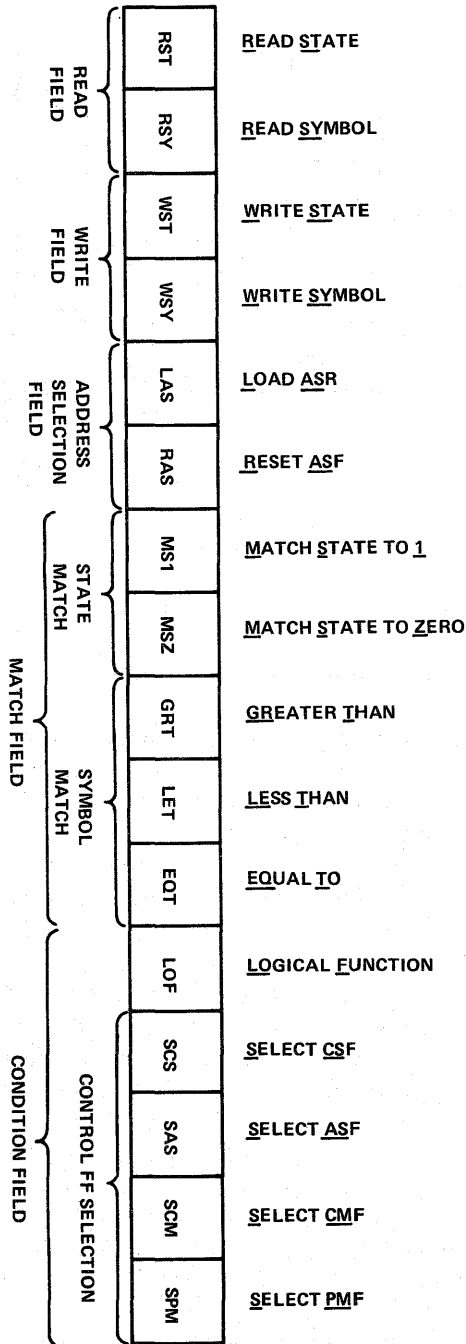 RST
READ STATE
RSY
READ SYMBOL
READ
FIELD
WST
WRITE STATE
WSY
WRITE SYMBOL
WRITE
FIELD
LAS
LOAD ASR
RAS
RESET ASF
ADDRESS
SELECTION
FIELD
MS1
MATCH STATE TO 1
MSZ
MATCH STATE TO ZERO
STATE
MATCH
GRT
GREATER THAN
LET
LESS THAN
EQT
EQUAL TO
SYMBOL
MATCH
MATCH FIELD
LOF
LOGICAL FUNCTION
SCS
SELECT CSF
SAS
SELECT ASF
SCM
SELECT CMF
SPM
SELECT PMF
CONTROL FF SELECTION
CONDITION FIELD